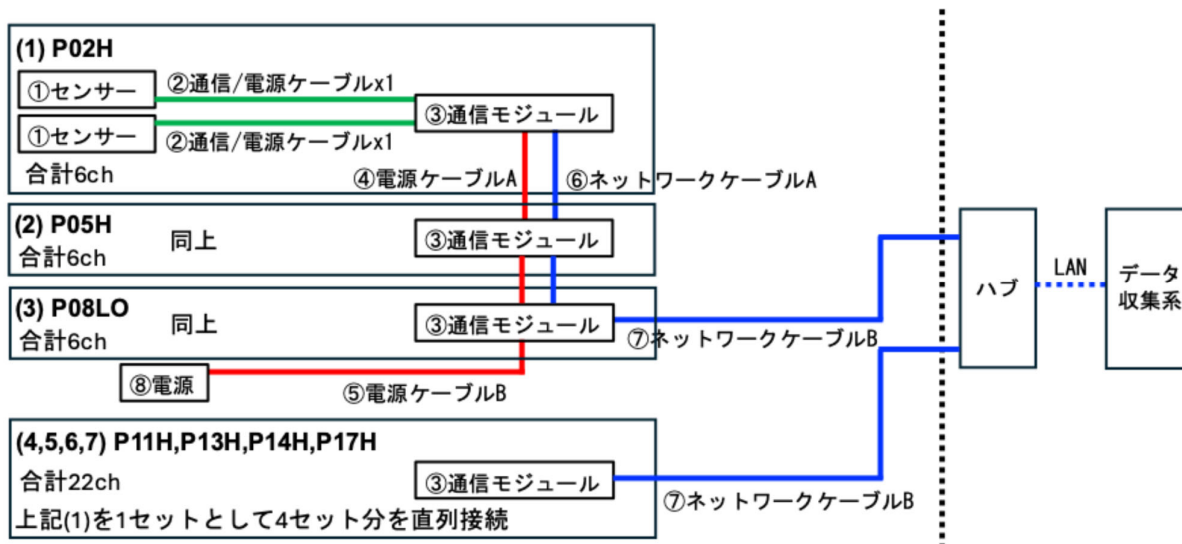 (1) P02H
①センサー
②通信/電源ケーブルx1
③通信モジュール
①センサー
②通信/電源ケーブルx1
合計6ch
④電源ケーブルA
⑥ネットワークケーブルA
(2) P05H
同上
③通信モジュール
合計6ch
(3) P08LO
同上
③通信モジュール
合計6ch
⑦ネットワークケーブルB
⑧電源
⑤電源ケーブルB
ハブ
LAN
データ
収集系
(4,5,6,7) P11H,P13H,P14H,P17H
合計22ch
③通信モジュール
⑦ネットワークケーブルB
上記(1)を1セットとして4セット分を直列接続